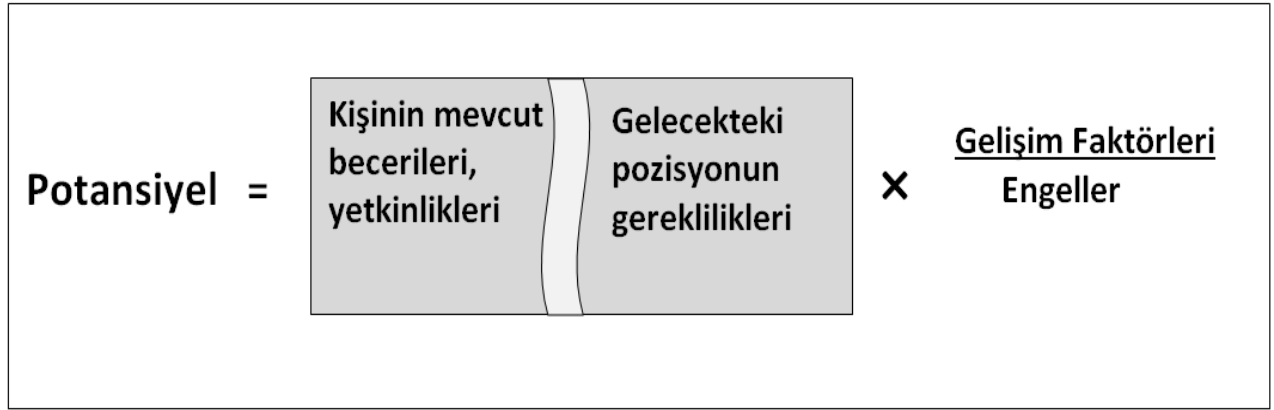 Potansiyel =
Kişinin mevcut
becerileri,
yetkinlikleri
Gelecekteki
pozisyonun
gereklilikleri
×
Gelişim Faktörleri
Engeller